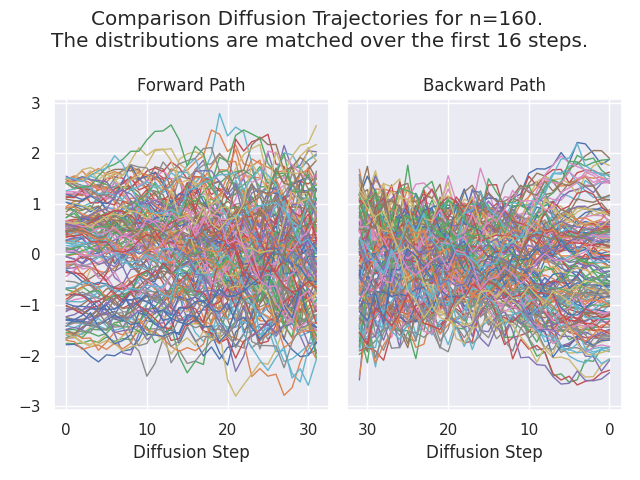 Comparison Diffusion Trajectories for n=160.
The distributions are matched over the first 16 steps.
Forward Path
Backward Path
3
2
1
0
−1
−2
−3
0 10 20 30
30 20 10 0
Diffusion Step
Diffusion Step